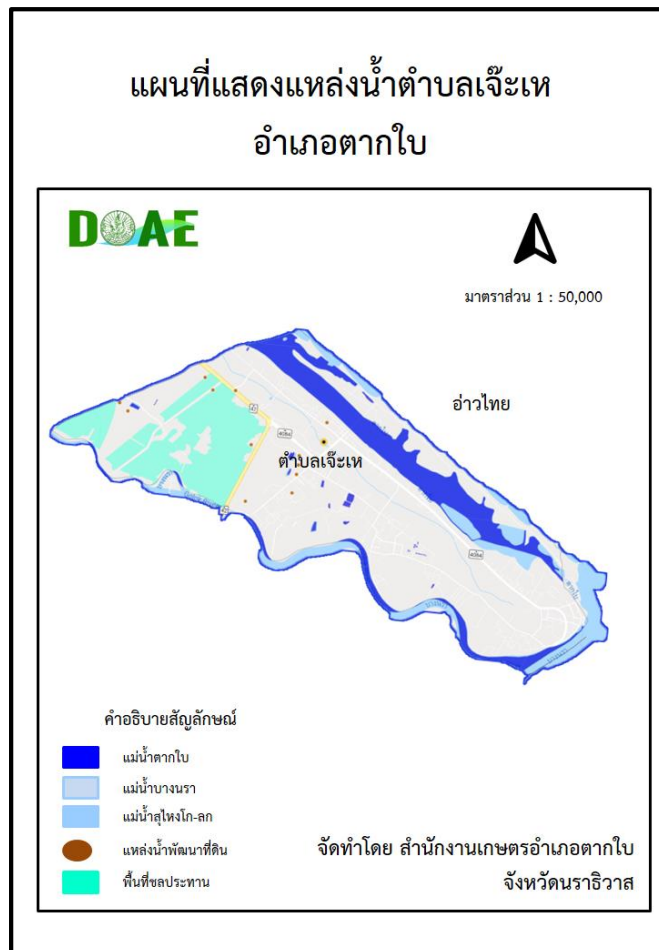 แผนที่แสดงแหล่งน้ำตำบลเจ๊ะเห
อำเภอตากใบ
DOAE
มาตราส่วน 1 : 50,000
อ่าวไทย
4084
ตำบลเจ๊ะเห
4084
คำอธิบายสัญลักษณ์
แม่น้ำตากใบ
แม่น้ำบางนรา
แม่น้ำสุไหงโก-ลก
แหล่งน้ำพัฒนาที่ดิน
พื้นที่ชลประทาน
จัดทำโดย สำนักงานเกษตรอำเภอตากใบ
จังหวัดนราธิวาส